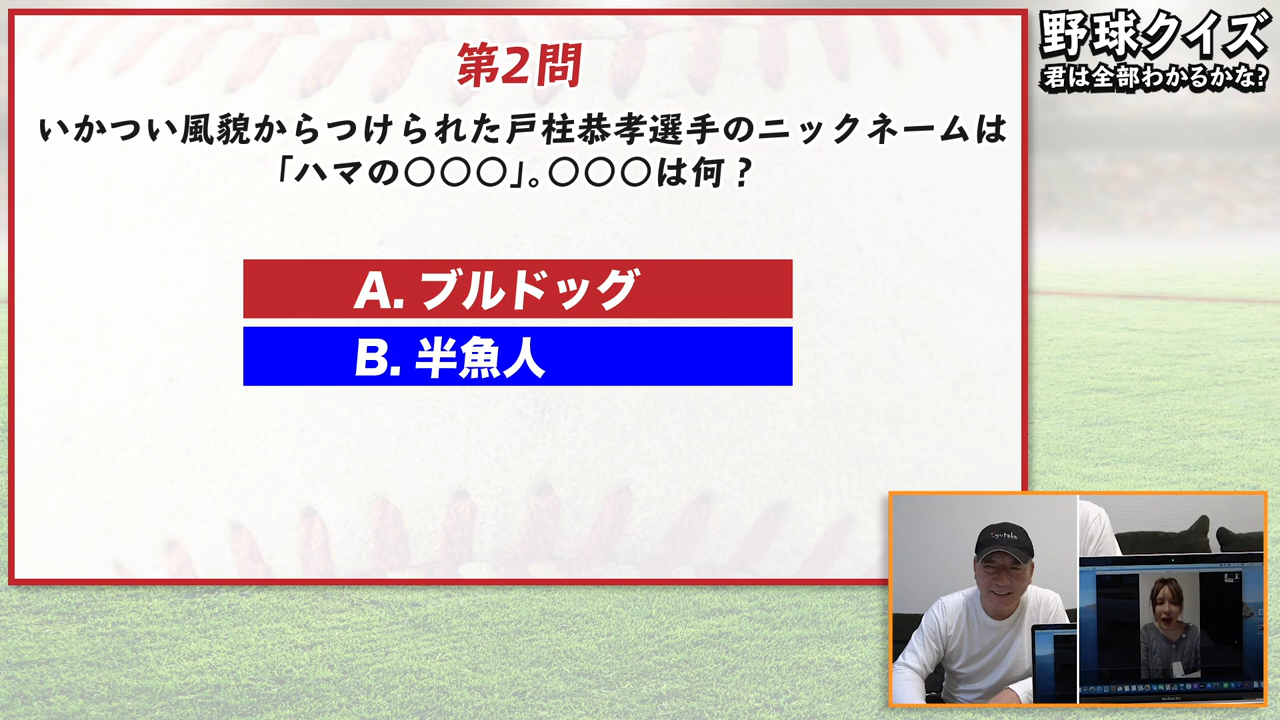 野球クイズ
君は全部わかるかな?
第2問
いかつい風貌からつけられた戸柱恭孝選手のニックネームは
「ハマの〇〇〇」。〇〇〇は何？
A. ブルドッグ
B. 半魚人